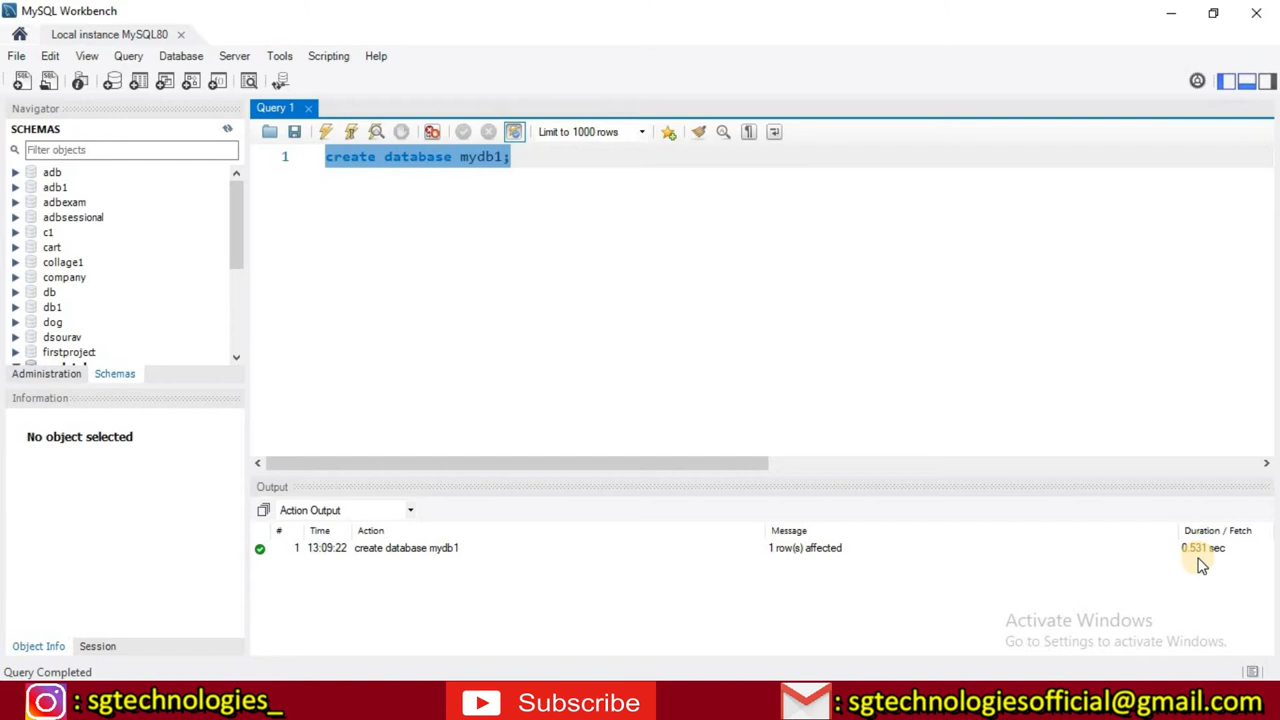 MySQL Workbench
Local instance MySQL80
File Edit View Query Database Server Tools Scripting Help
Navigator
SCHEMAS
Filter objects
adb
adb1
adbexam
adbsessional
c1
cart
collage1
company
db
db1
dog
dsourav
firstproject
Administration Schemas
Information
No object selected
Object Info Session
Query Completed
Query 1
Limit to 1000 rows
1 create database mydb1;
Output
Action Output
# Time Action Message Duration / Fetch
1 13:09:22 create database mydb1 1 row(s) affected 0.531 sec
Activate Windows
Go to Settings to activate Windows.
: sgtechnologies_ Subscribe : sgtechnologiesofficial@gmail.com